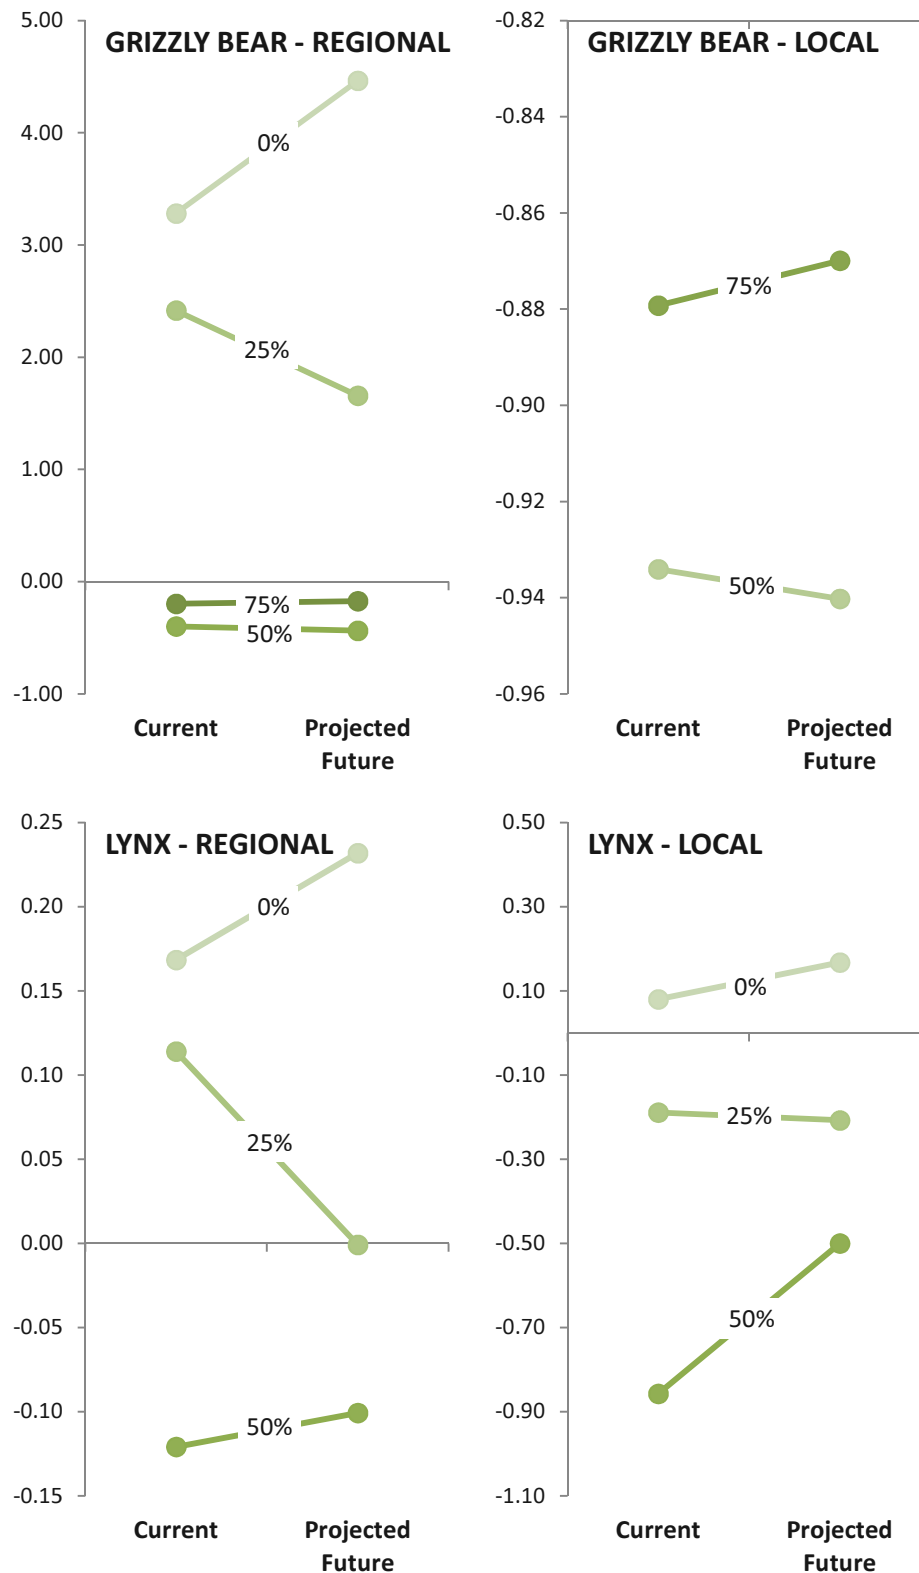 GRIZZLY BEAR - REGIONAL
5.00
4.00
3.00
2.00
1.00
0.00
-1.00
0%
25%
75%
50%
Current
Projected
Future
GRIZZLY BEAR - LOCAL
-0.82
-0.84
-0.86
-0.88
-0.90
-0.92
-0.94
-0.96
75%
50%
Current
Projected
Future
LYNX - REGIONAL
0.25
0.20
0.15
0.10
0.05
0.00
-0.05
-0.10
-0.15
0%
25%
50%
Current
Projected
Future
LYNX - LOCAL
0.50
0.30
0.10
-0.10
-0.30
-0.50
-0.70
-0.90
-1.10
0%
25%
50%
Current
Projected
Future